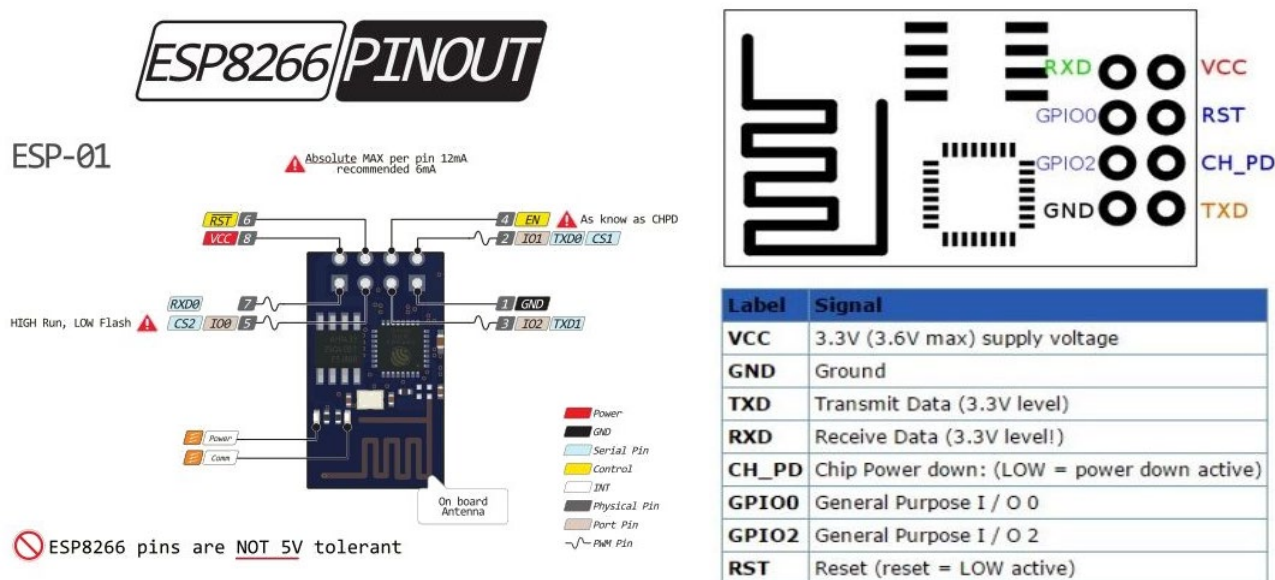 ESP8266 PINOUT
ESP-01
Absolute MAX per pin 12mA
recommended 6mA
RST 6
VCC 8
4 EN As know as CHPD
2 IO1 TXD0 CS1
RXD0 7
HIGH Run, LOW Flash CS2 IO0 5
1 GND
3 IO2 TXD1
Power
Comm
On board
Antenna
Power
GND
Serial Pin
Control
INT
Physical Pin
Port Pin
PWM Pin
ESP8266 pins are NOT 5V tolerant
RXD VCC
GPIO0 RST
GPIO2 CH_PD
GND TXD
Label Signal
VCC 3.3V (3.6V max) supply voltage
GND Ground
TXD Transmit Data (3.3V level)
RXD Receive Data (3.3V level!)
CH_PD Chip Power down: (LOW = power down active)
GPIO0 General Purpose I / O 0
GPIO2 General Purpose I / O 2
RST Reset (reset = LOW active)